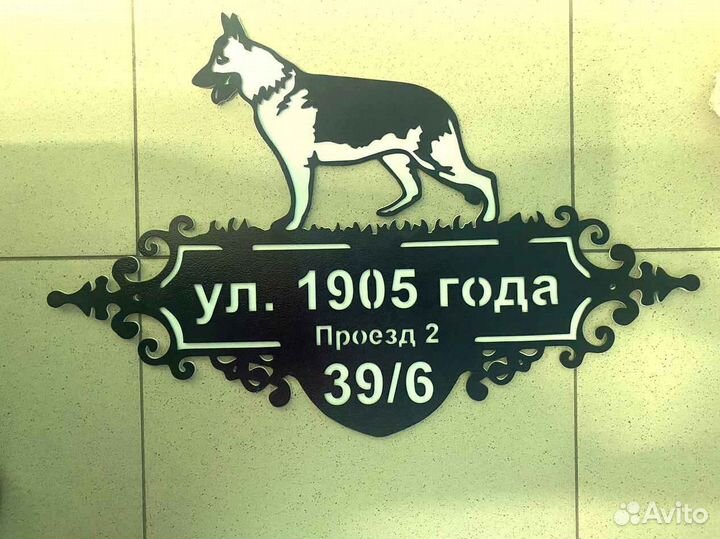 ул. 1905 года
Проезд 2
39/6
Avito